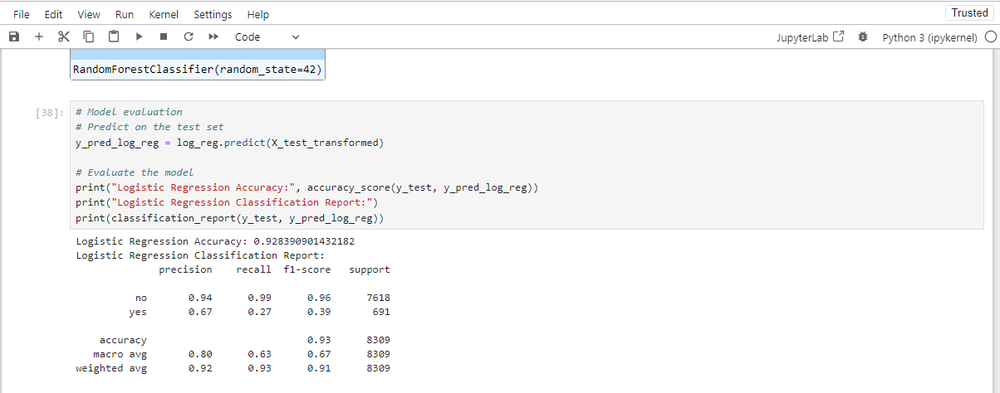 File Edit View Run Kernel Settings Help Trusted
Code JupyterLab Python 3 (ipykernel)
RandomForestClassifier(random_state=42)
[38]: # Model evaluation
# Predict on the test set
y_pred_log_reg = log_reg.predict(X_test_transformed)
# Evaluate the model
print("Logistic Regression Accuracy:", accuracy_score(y_test, y_pred_log_reg))
print("Logistic Regression Classification Report:")
print(classification_report(y_test, y_pred_log_reg))
Logistic Regression Accuracy: 0.928390901432182
Logistic Regression Classification Report:
precision recall f1-score support
no 0.94 0.99 0.96 7618
yes 0.67 0.27 0.39 691
accuracy 0.93 8309
macro avg 0.80 0.63 0.67 8309
weighted avg 0.92 0.93 0.91 8309